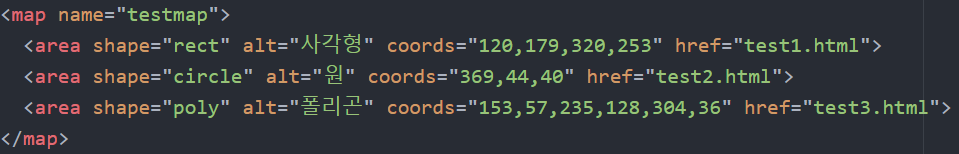 <map name="testmap">
  <area shape="rect" alt="사각형" coords="120,179,320,253" href="test1.html">
  <area shape="circle" alt="원" coords="369,44,40" href="test2.html">
  <area shape="poly" alt="폴리곤" coords="153,57,235,128,304,36" href="test3.html">
</map>